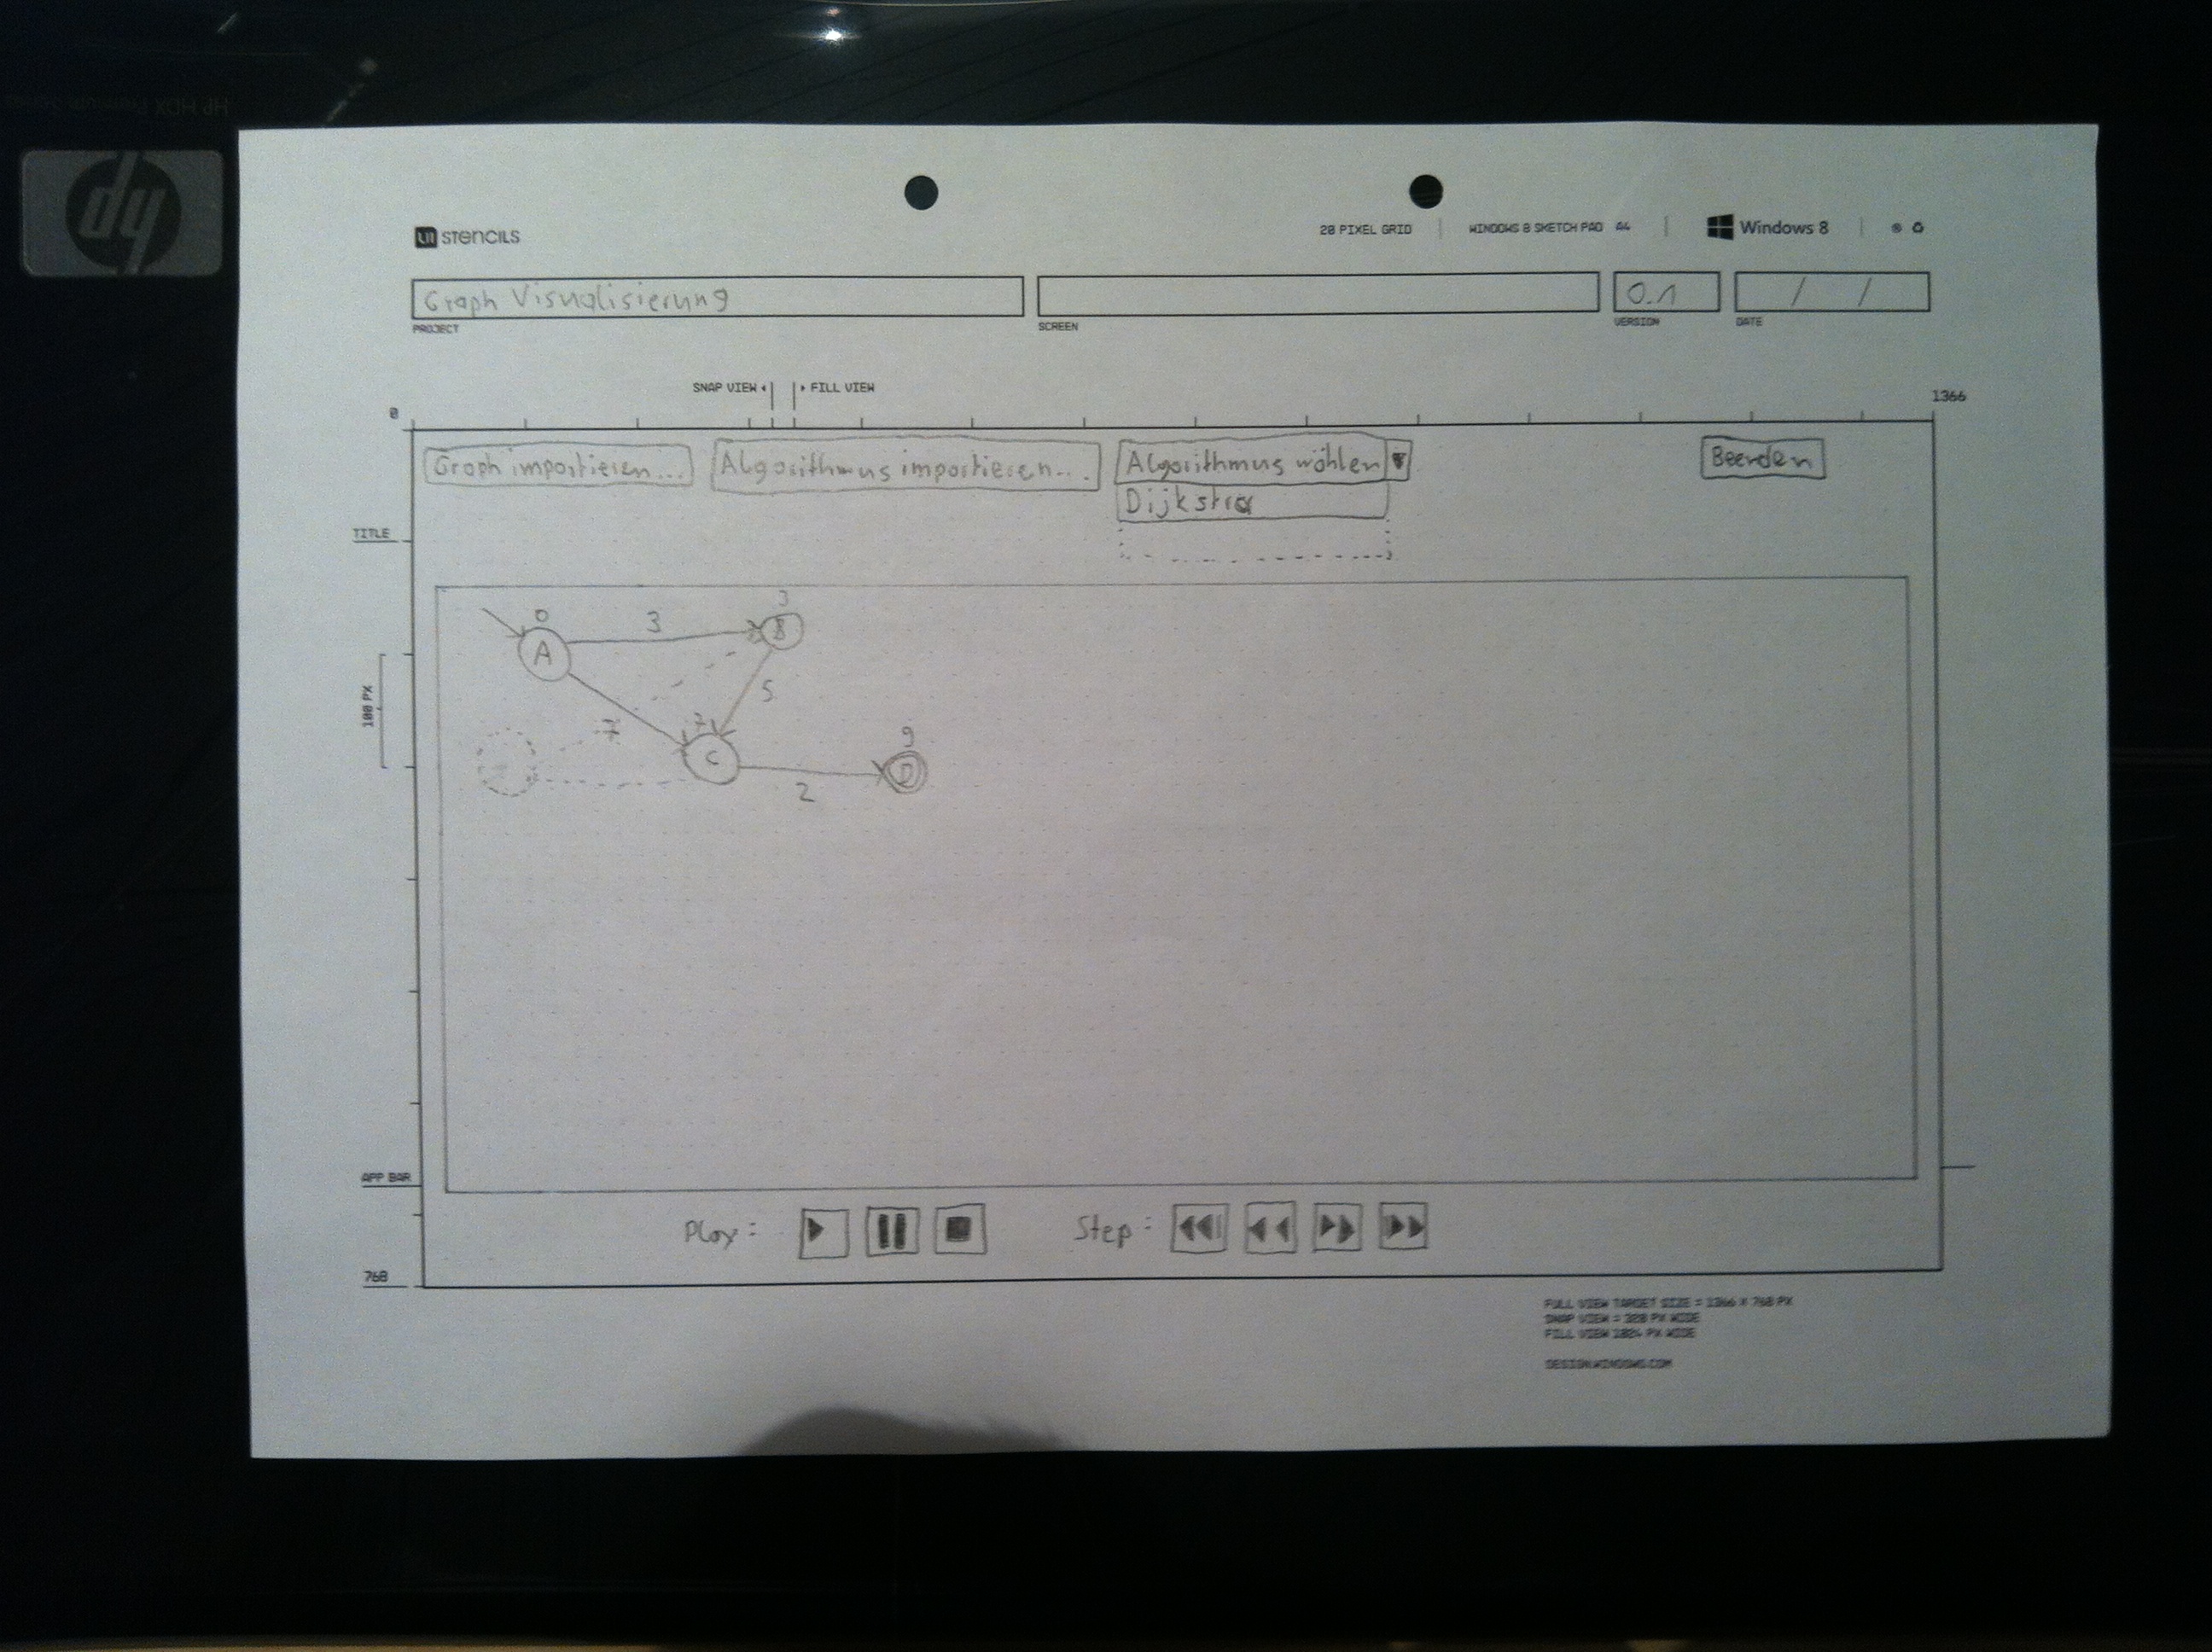 HP HDX Premium Series
hp
UI STENCILS
20 PIXEL GRID
WINDOWS 8 SKETCH PAD A4
Windows 8
Graph Visualisierung
0.1
/ /
PROJECT
SCREEN
VERSION
DATE
SNAP VIEW
FILL VIEW
0
1366
Graph importieren...
Algorithmus importieren...
Algorithmus wählen
Beenden
Dijkstra
TITLE
0
3
3
A
B
5
100 PX
7
7
C
9
D
2
APP BAR
Play:
Step:
768
FULL VIEW TARGET SIZE = 1366 X 768 PX
SNAP VIEW = 320 PX WIDE
FILL VIEW 1024 PX WIDE
DESIGN.WINDOWS.COM